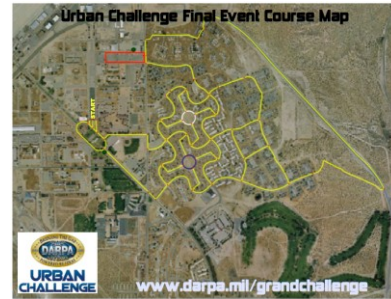 Urban Challenge Final Event Course Map
START
DARPA
URBAN
CHALLENGE
www.darpa.mil/grandchallenge